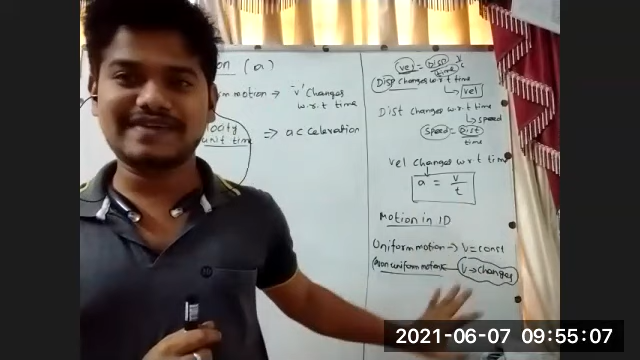 on (a)
m motion → 'v' changes
w.r.t time
locity
unit time
⇒ acceleration
vel = Disp
time
(Disp changes w.r.t time
↳ vel
Dist changes w.r.t time
↳ speed
speed = Dist
time
vel changes w r t time
a = v
t
Motion in 1D
Uniform motion → V = const
(Non uniform motion ← V → changes
2021-06-07 09:55:07